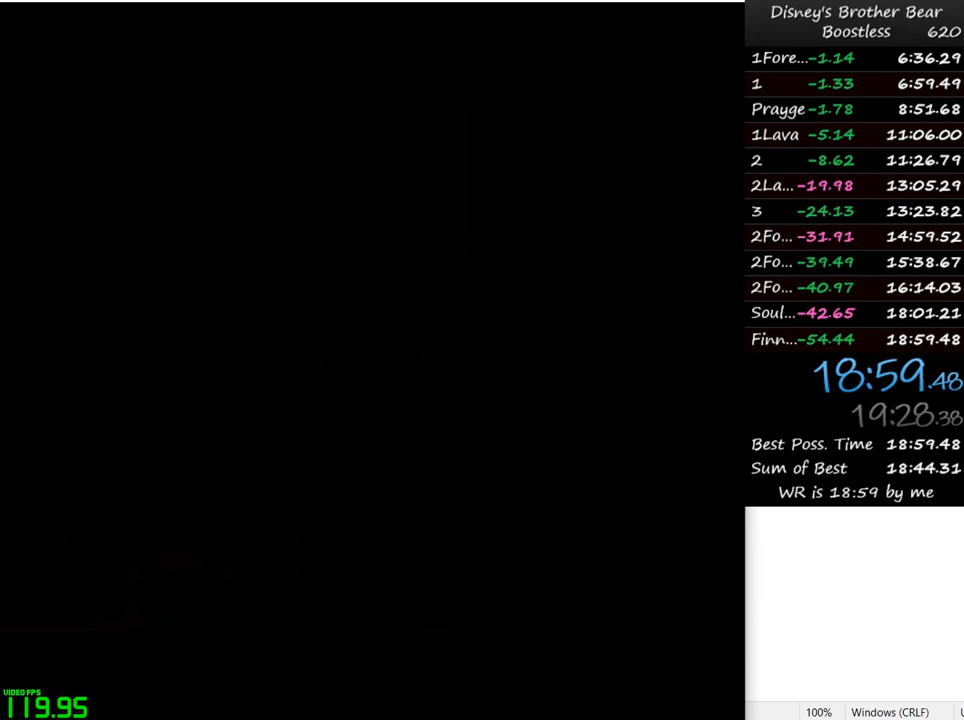 Disney's Brother Bear
Boostless 620
1Fore... -1.14 6:36.29
1 -1.33 6:59.49
Prayge -1.78 8:51.68
1Lava -5.14 11:06.00
2 -8.62 11:26.79
2La... -19.98 13:05.29
3 -24.13 13:23.82
2Fo... -31.91 14:59.52
2Fo... -39.49 15:38.67
2Fo... -40.97 16:14.03
Soul... -42.65 18:01.21
Finn... -54.44 18:59.48
18:59.48
19:28.38
Best Poss. Time 18:59.48
Sum of Best 18:44.31
WR is 18:59 by me
VIDEO FPS
119.95
100% Windows (CRLF)